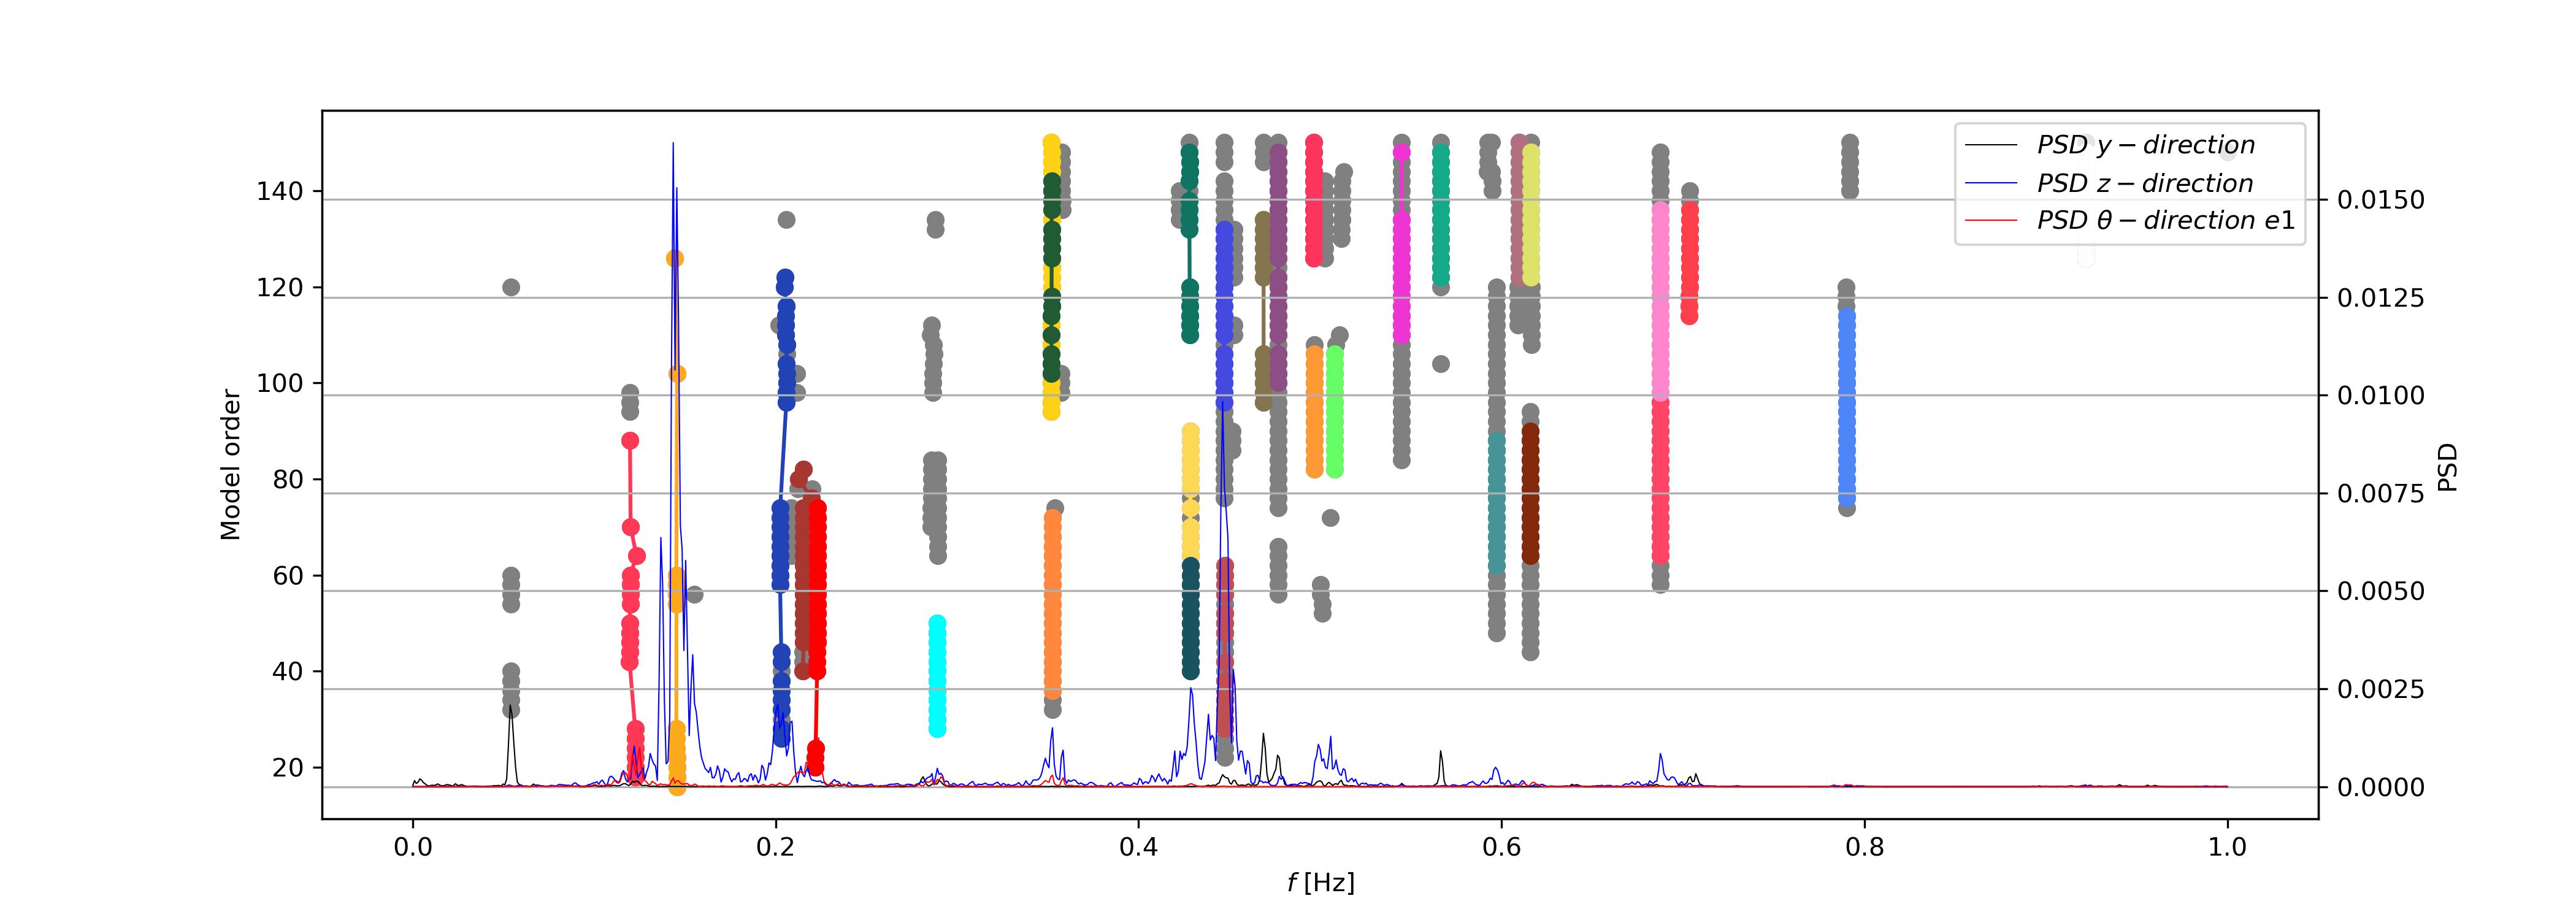 PSD y − direction
PSD z − direction
PSD θ − direction e1
140
120
100
80
60
40
20
Model order
0.0150
0.0125
0.0100
0.0075
0.0050
0.0025
0.0000
PSD
0.0 0.2 0.4 0.6 0.8 1.0
f [Hz]